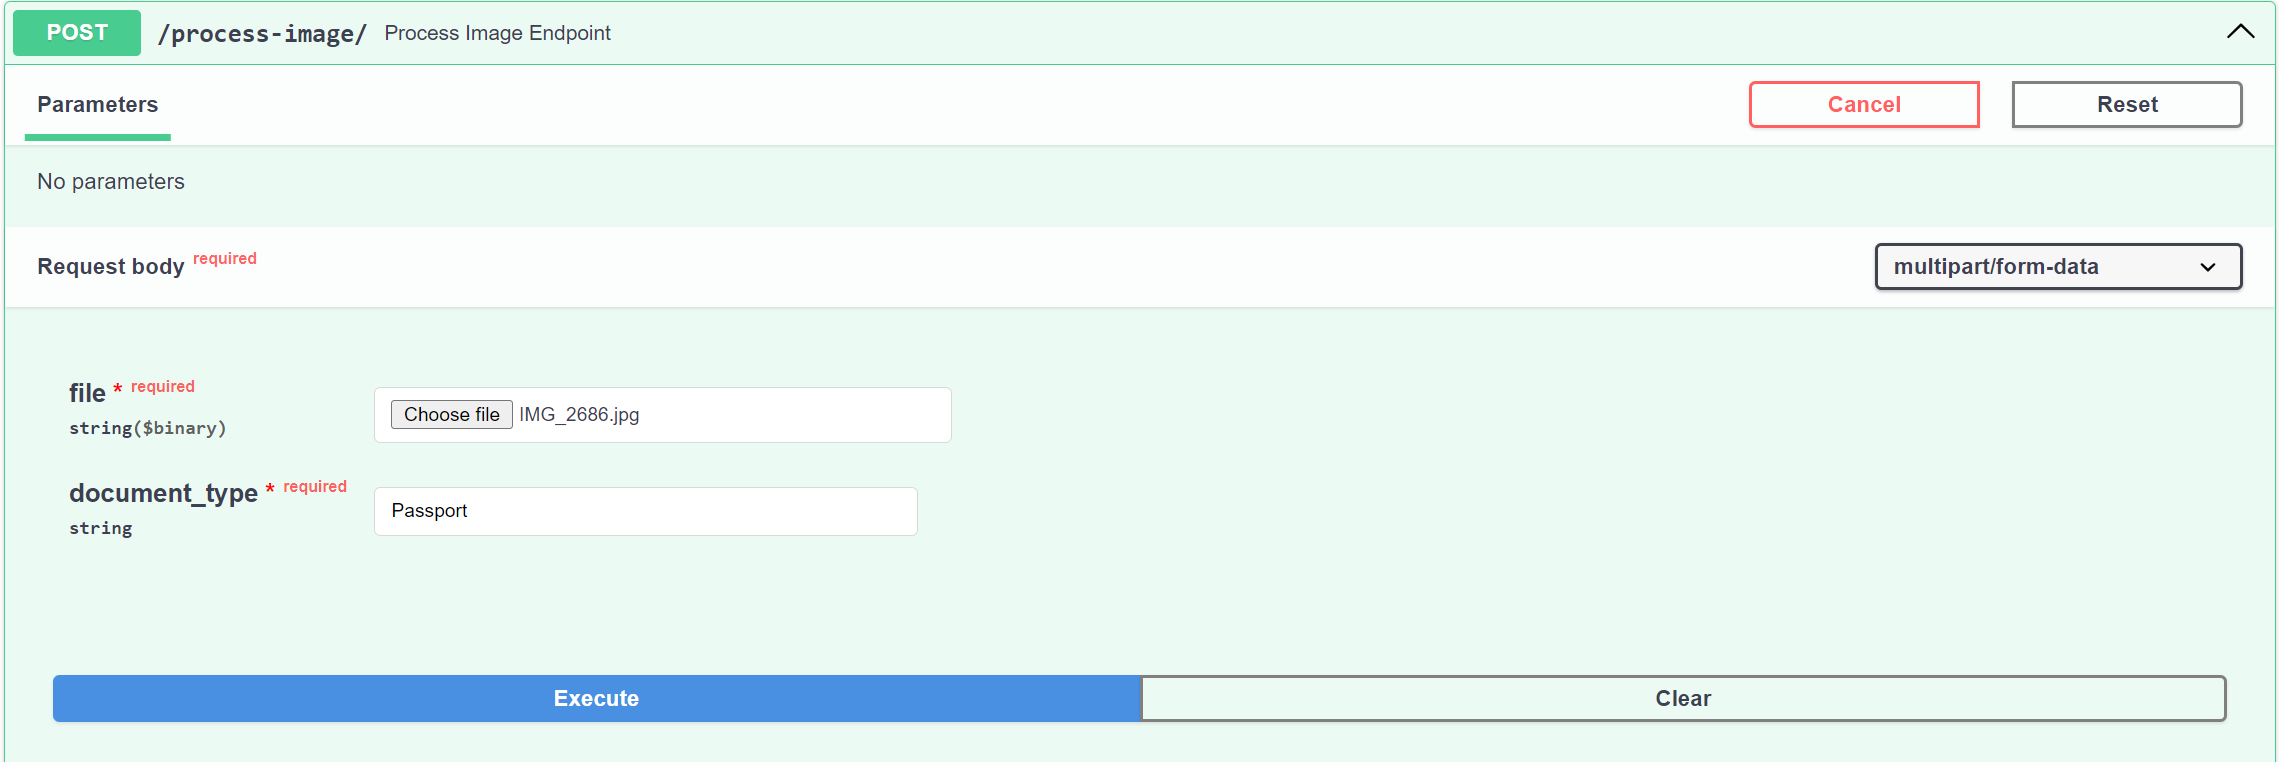 POST /process-image/ Process Image Endpoint
Parameters Cancel Reset
No parameters
Request body required multipart/form-data
file * required
string($binary)
Choose file IMG_2686.jpg
document_type * required
string
Passport
Execute Clear